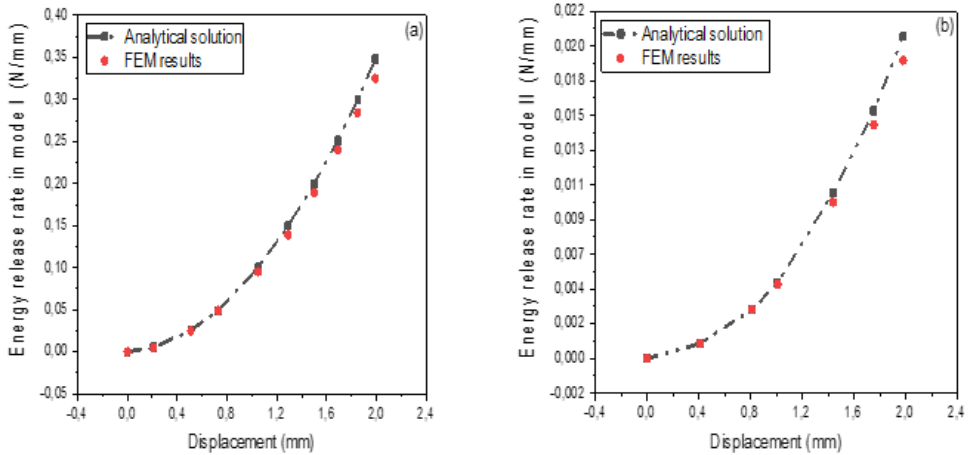 (a)
Analytical solution
FEM results
Energy release rate in mode I (N/mm)
0,40
0,35
0,30
0,25
0,20
0,15
0,10
0,05
0,00
-0,05
-0,4 0,0 0,4 0,8 1,2 1,6 2,0 2,4
Displacement (mm)
(b)
Analytical solution
FEM results
Energy release rate in mode II (N/mm)
0,022
0,020
0,018
0,015
0,013
0,011
0,009
0,007
0,004
0,002
0,000
-0,002
-0,4 0,0 0,4 0,8 1,2 1,6 2,0 2,4
Displacement (mm)